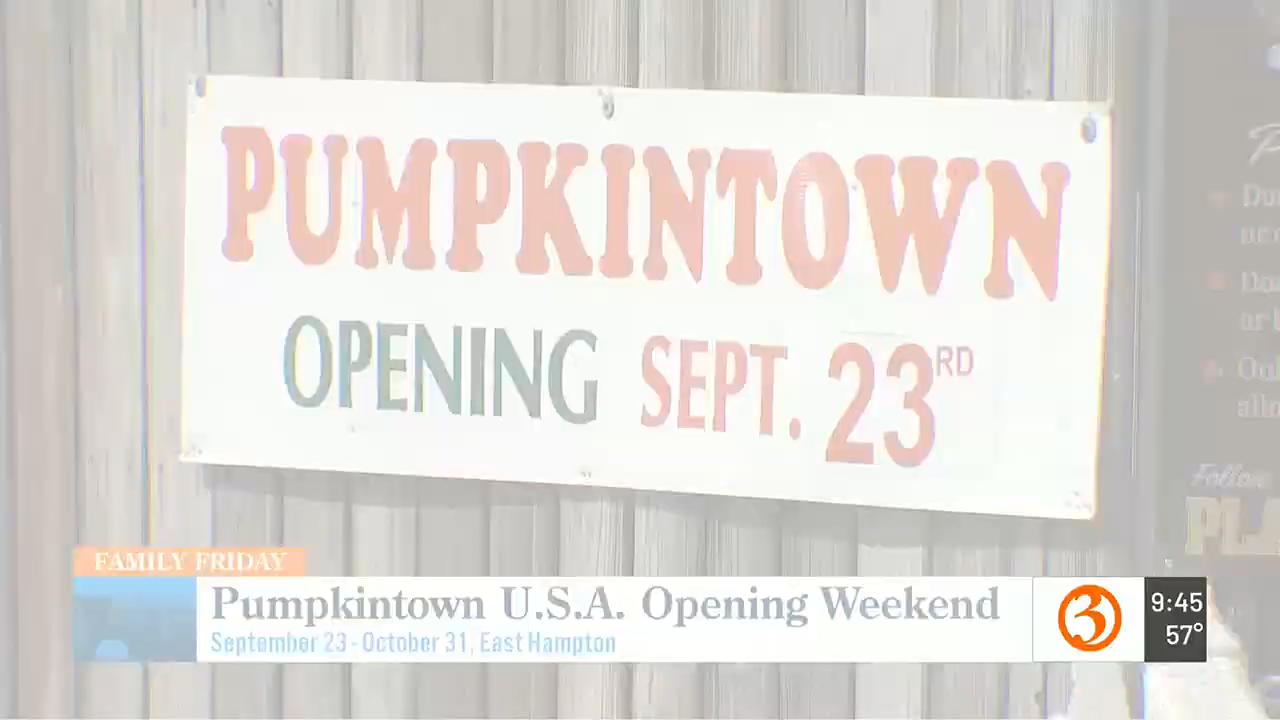 PUMPKINTOWN
OPENING SEPT. 23RD
Follow
FAMILY FRIDAY
Pumpkintown U.S.A. Opening Weekend
September 23 - October 31, East Hampton
3
9:45
57°